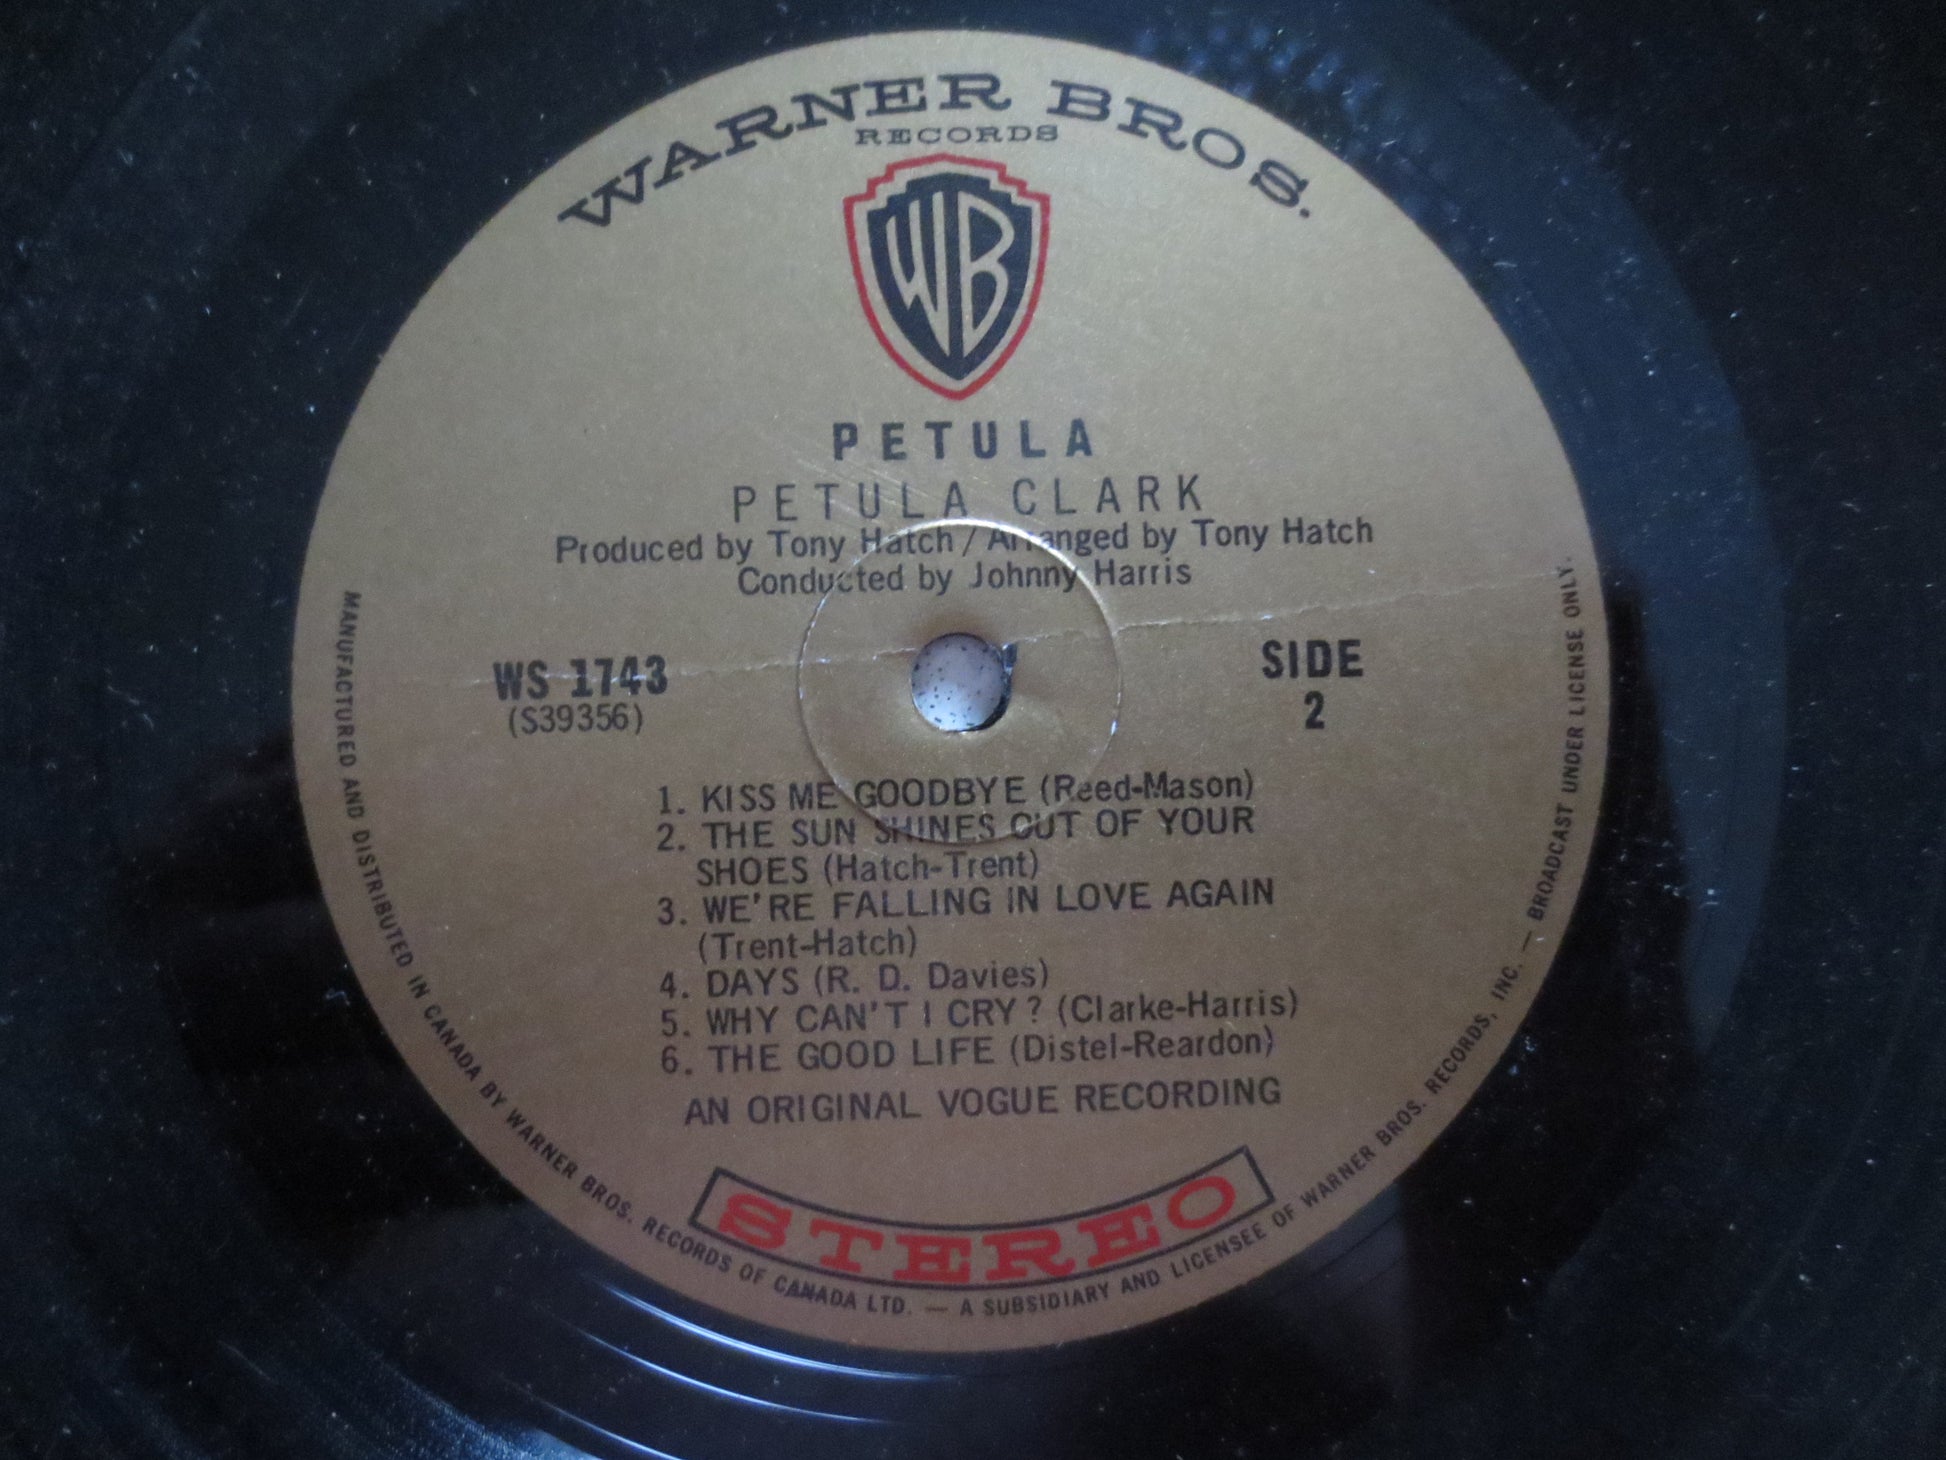 WARNER BROS.
RECORDS
WB
PETULA
PETULA CLARK
Produced by Tony Hatch / Arranged by Tony Hatch
Conducted by Johnny Harris
WS 1743
(S39356)
SIDE
2
1. KISS ME GOODBYE (Reed-Mason)
2. THE SUN SHINES OUT OF YOUR
SHOES (Hatch-Trent)
3. WE'RE FALLING IN LOVE AGAIN
(Trent-Hatch)
4. DAYS (R. D. Davies)
5. WHY CAN'T I CRY? (Clarke-Harris)
6. THE GOOD LIFE (Distel-Reardon)
AN ORIGINAL VOGUE RECORDING
STEREO
MANUFACTURED AND DISTRIBUTED IN CANADA BY WARNER BROS. RECORDS OF CANADA LTD. — A SUBSIDIARY AND LICENSEE OF WARNER BROS. RECORDS, INC. — BROADCAST UNDER LICENSE ONLY.